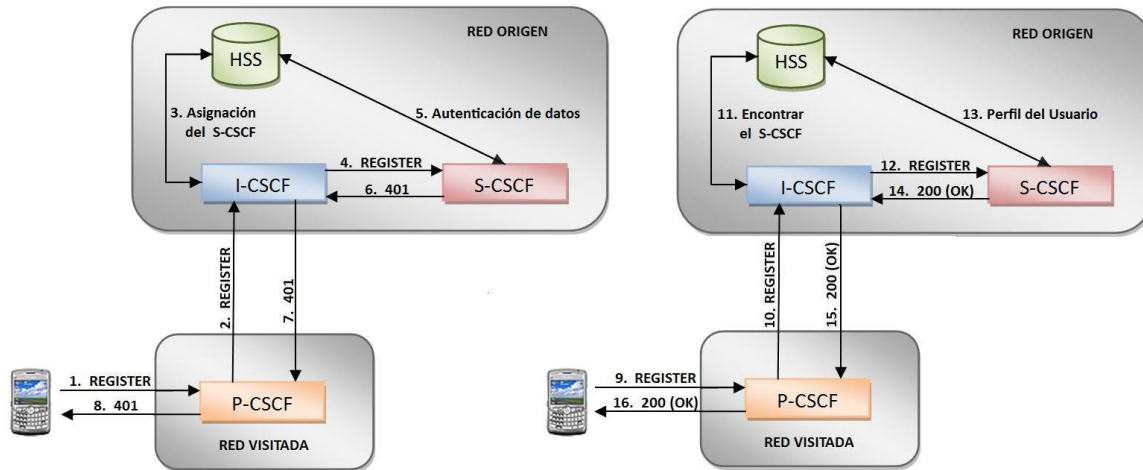 RED ORIGEN
HSS
3. Asignación
del S-CSCF
5. Autenticación de datos
4. REGISTER
I-CSCF
S-CSCF
6. 401
2. REGISTER
7. 401
1. REGISTER
P-CSCF
8. 401
RED VISITADA
RED ORIGEN
HSS
11. Encontrar
el S-CSCF
13. Perfil del Usuario
12. REGISTER
I-CSCF
S-CSCF
14. 200 (OK)
10. REGISTER
15. 200 (OK)
9. REGISTER
P-CSCF
16. 200 (OK)
RED VISITADA